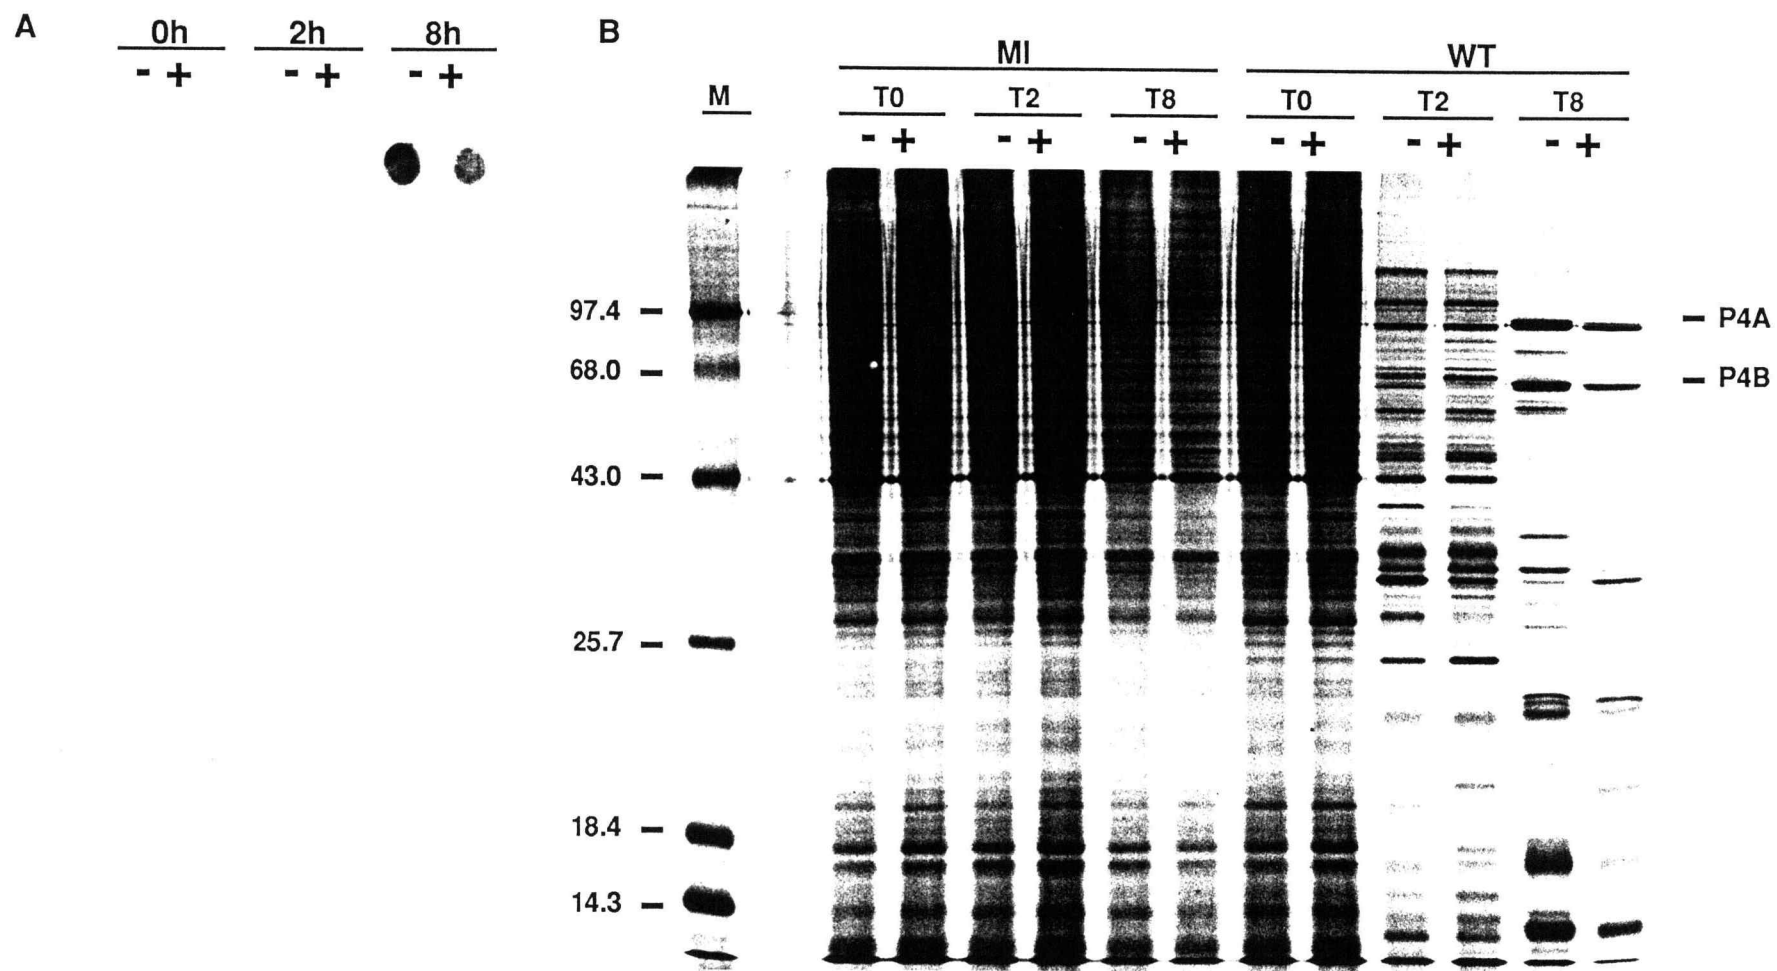 A
0h 2h 8h
- + - + - +
B
MI WT
M T0 T2 T8 T0 T2 T8
- + - + - + - + - + - +
97.4 – – P4A
68.0 – – P4B
43.0 –
25.7 –
18.4 –
14.3 –